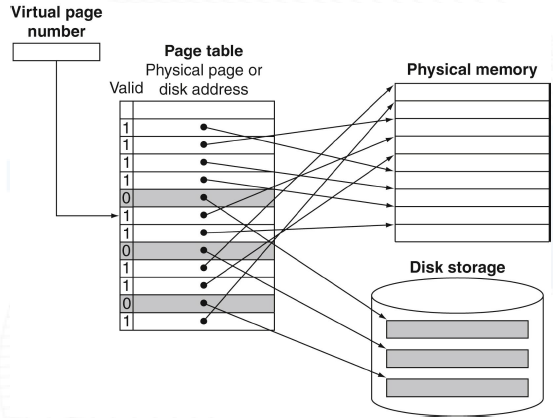 Virtual page
number
Page table
Physical page or
Valid disk address
Physical memory
1
1
1
1
0
1
1
0
1
1
0
1
Disk storage